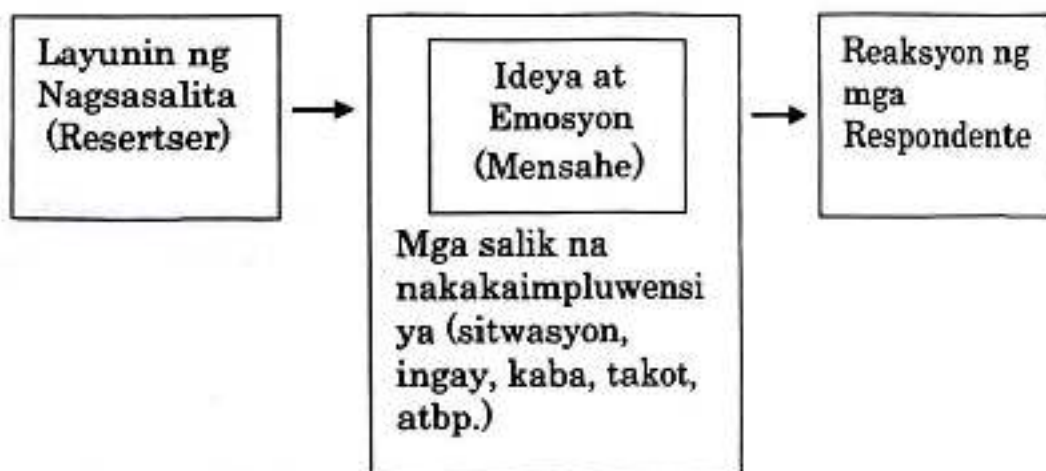 Layunin ng
Nagsasalita
(Resertser)
Ideya at
Emosyon
(Mensahe)
Mga salik na
nakakaimpluwensi
ya (sitwasyon,
ingay, kaba, takot,
atbp.)
Reaksyon ng
mga
Respondente